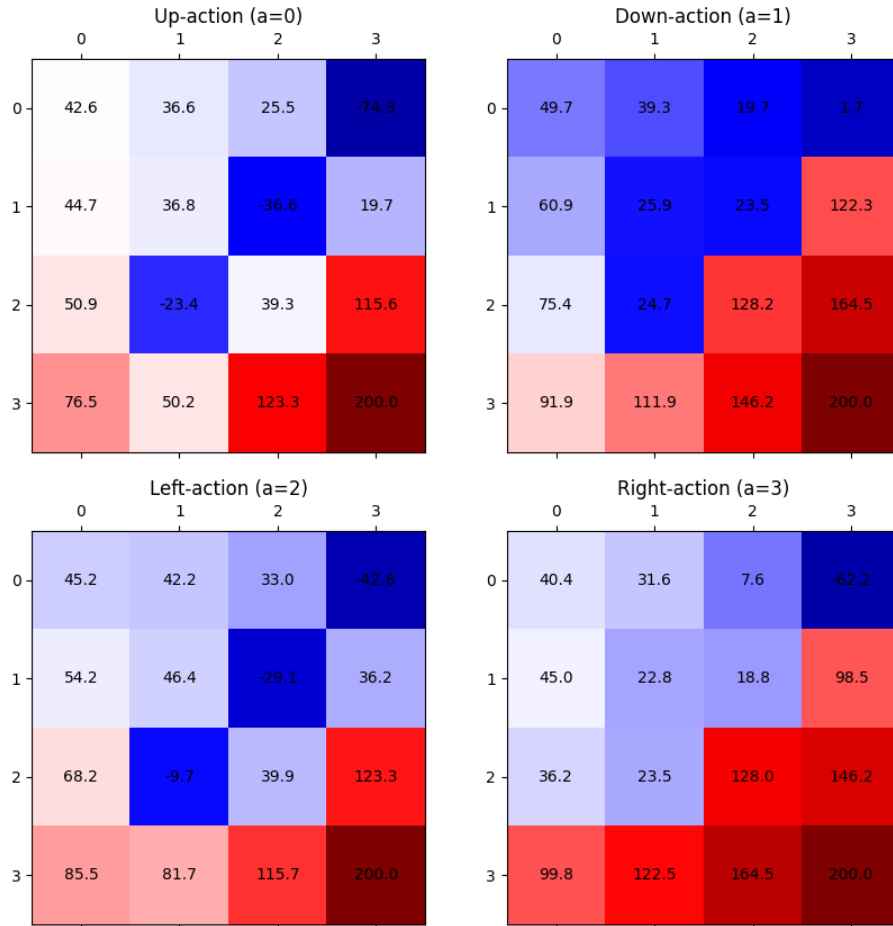 Up-action (a=0)
0 1 2 3
0 42.6 36.6 25.5 -74.3
1 44.7 36.8 -36.6 19.7
2 50.9 -23.4 39.3 115.6
3 76.5 50.2 123.3 200.0
Down-action (a=1)
0 1 2 3
0 49.7 39.3 19.7 1.7
1 60.9 25.9 23.5 122.3
2 75.4 24.7 128.2 164.5
3 91.9 111.9 146.2 200.0
Left-action (a=2)
0 1 2 3
0 45.2 42.2 33.0 -42.6
1 54.2 46.4 -29.1 36.2
2 68.2 -9.7 39.9 123.3
3 85.5 81.7 115.7 200.0
Right-action (a=3)
0 1 2 3
0 40.4 31.6 7.6 -62.2
1 45.0 22.8 18.8 98.5
2 36.2 23.5 128.0 146.2
3 99.8 122.5 164.5 200.0